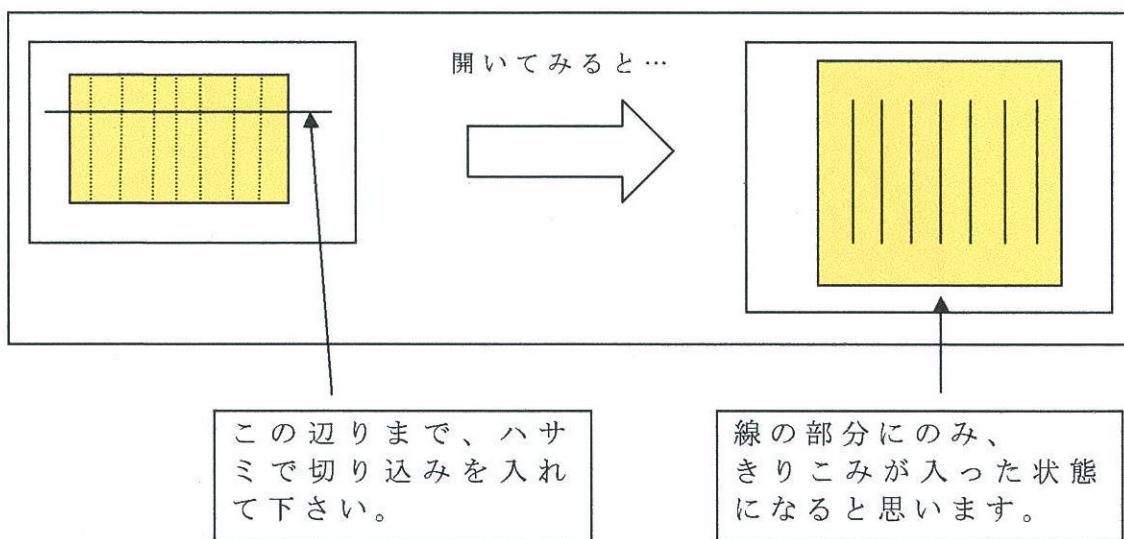 開いてみると…
この辺りまで、ハサ
ミで切り込みを入れ
て下さい。
線の部分にのみ、
きりこみが入った状態
になると思います。